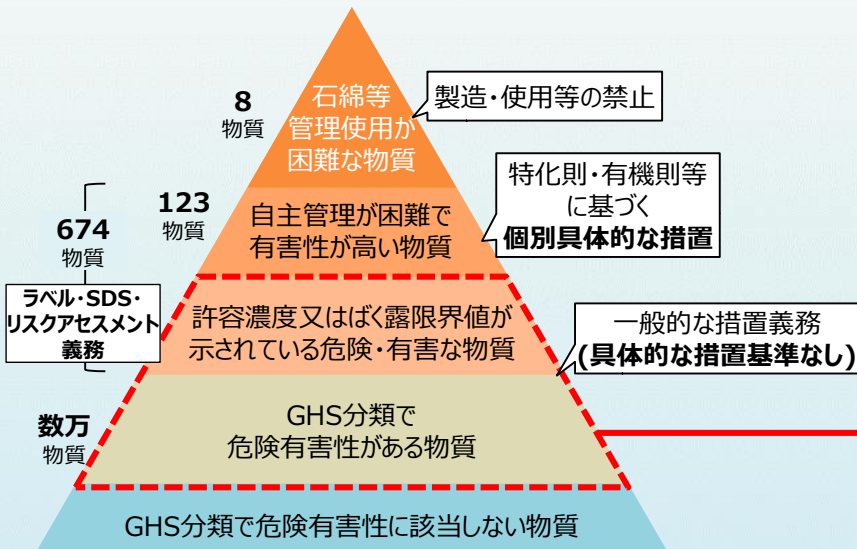 8
物質
石綿等
管理使用が
困難な物質
製造・使用等の禁止
123
物質
自主管理が困難で
有害性が高い物質
特化則・有機則等
に基づく
個別具体的な措置
674
物質
ラベル・SDS・
リスクアセスメント
義務
許容濃度又はばく露限界値が
示されている危険・有害な物質
一般的な措置義務
(具体的な措置基準なし)
数万
物質
GHS分類で
危険有害性がある物質
GHS分類で危険有害性に該当しない物質